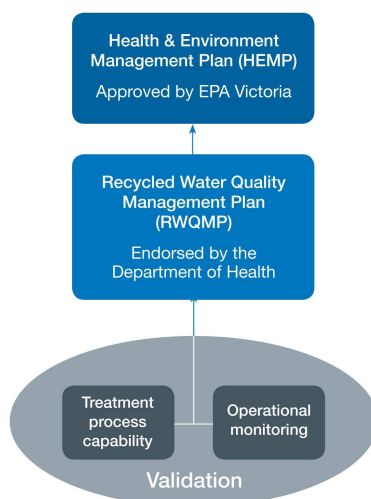 Health & Environment
Management Plan (HEMP)
Approved by EPA Victoria
Recycled Water Quality
Management Plan
(RWQMP)
Endorsed by the
Department of Health
Treatment
process
capability
Operational
monitoring
Validation